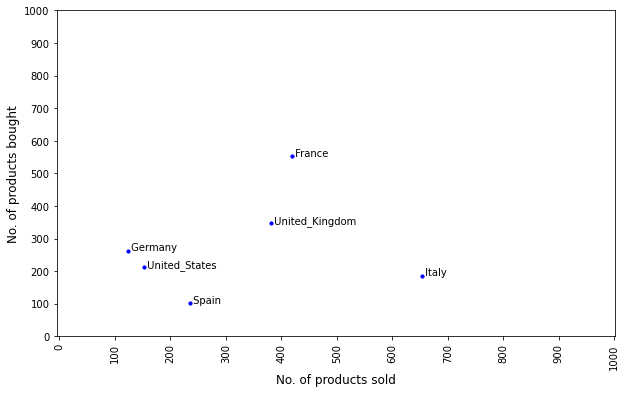 1000
900
800
700
600
500
400
300
200
100
0
No. of products bought
France
United_Kingdom
Germany
United_States
Italy
Spain
0
100
200
300
400
500
600
700
800
900
1000
No. of products sold